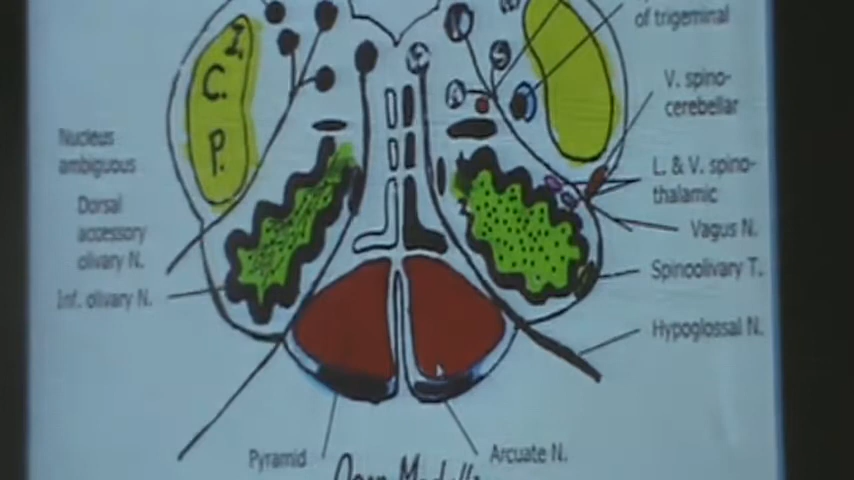 of trigeminal
I.
C.
P.
V. spino-
cerebellar
Nucleus
ambiguous
L. & V. spino-
thalamic
Dorsal
accessory
olivary N.
Vagus N.
Spinoolivary T.
Inf. olivary N.
Hypoglossal N.
Pyramid
Arcuate N.
Open Medulla